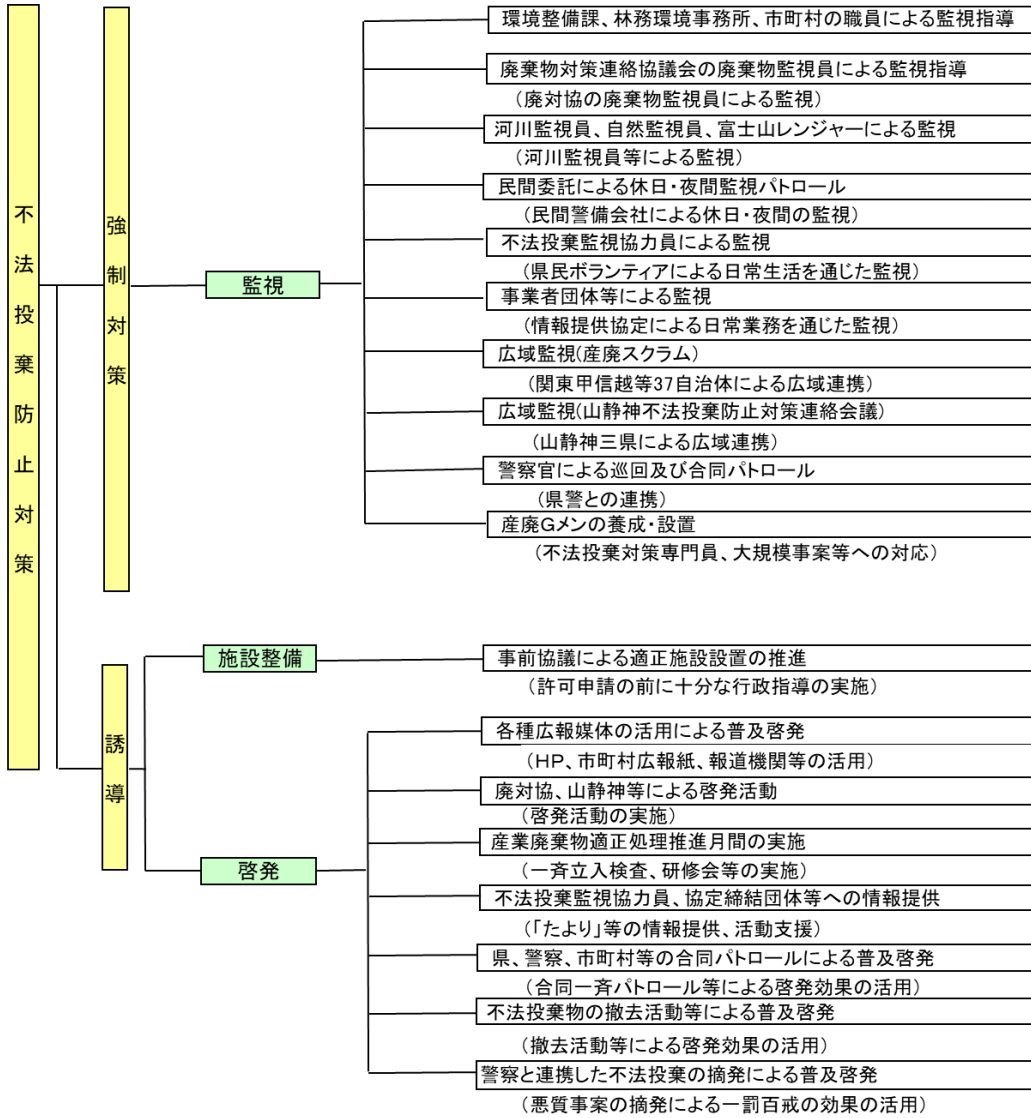 不法投棄防止対策
強制対策
監視
環境整備課、林務環境事務所、市町村の職員による監視指導
廃棄物対策連絡協議会の廃棄物監視員による監視指導
(廃対協の廃棄物監視員による監視)
河川監視員、自然監視員、富士山レンジャーによる監視
(河川監視員等による監視)
民間委託による休日・夜間監視パトロール
(民間警備会社による休日・夜間の監視)
不法投棄監視協力員による監視
(県民ボランティアによる日常生活を通じた監視)
事業者団体等による監視
(情報提供協定による日常業務を通じた監視)
広域監視(産廃スクラム)
(関東甲信越等37自治体による広域連携)
広域監視(山静神不法投棄防止対策連絡会議)
(山静神三県による広域連携)
警察官による巡回及び合同パトロール
(県警との連携)
産廃Gメンの養成・設置
(不法投棄対策専門員、大規模事案等への対応)
誘導
施設整備
事前協議による適正施設設置の推進
(許可申請の前に十分な行政指導の実施)
啓発
各種広報媒体の活用による普及啓発
(HP、市町村広報紙、報道機関等の活用)
廃対協、山静神等による啓発活動
(啓発活動の実施)
産業廃棄物適正処理推進月間の実施
(一斉立入検査、研修会等の実施)
不法投棄監視協力員、協定締結団体等への情報提供
(「たより」等の情報提供、活動支援)
県、警察、市町村等の合同パトロールによる普及啓発
(合同一斉パトロール等による啓発効果の活用)
不法投棄物の撤去活動等による普及啓発
(撤去活動等による啓発効果の活用)
警察と連携した不法投棄の摘発による普及啓発
(悪質事案の摘発による一罰百戒の効果の活用)